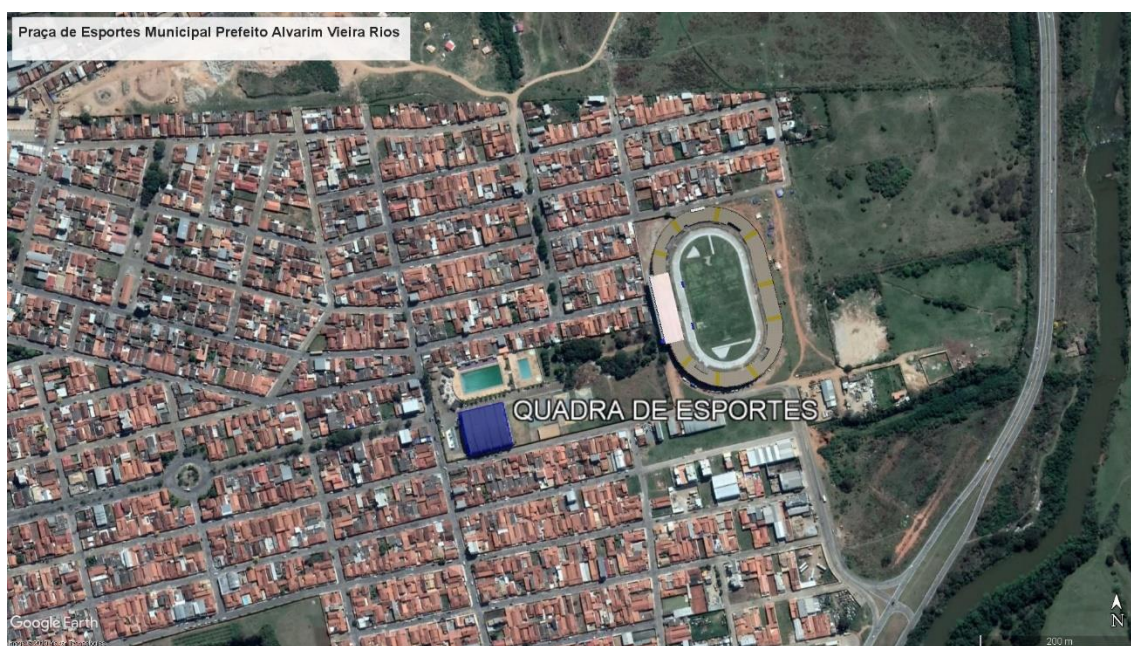 Praça de Esportes Municipal Prefeito Alvarim Vieira Rios
QUADRA DE ESPORTES
Google Earth
N
200 m